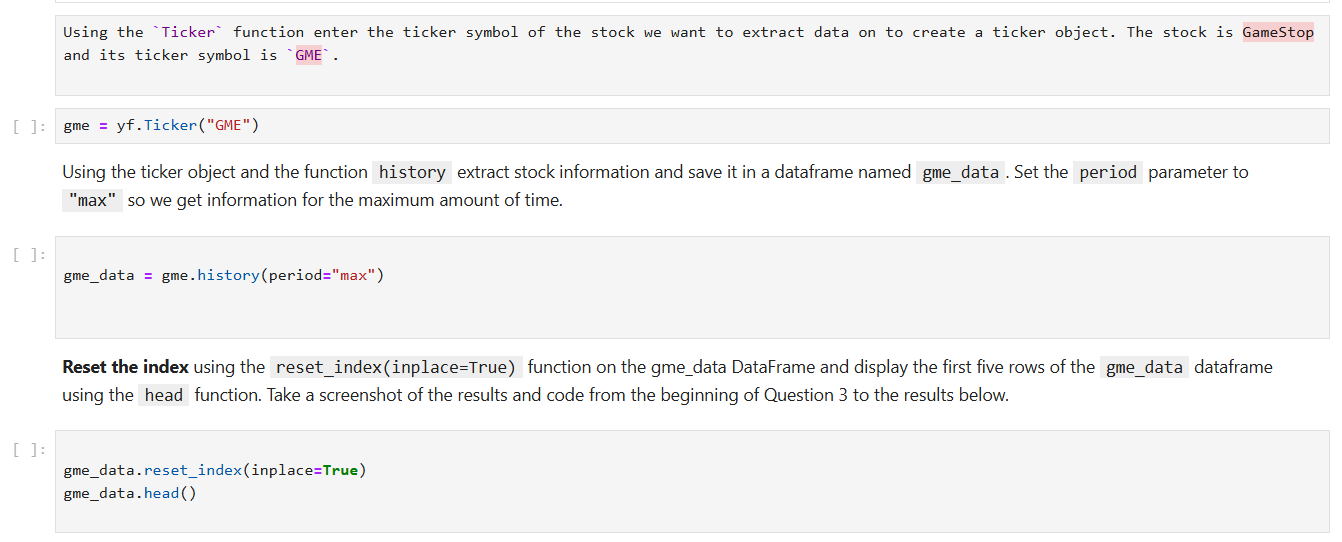 Using the `Ticker` function enter the ticker symbol of the stock we want to extract data on to create a ticker object. The stock is GameStop
and its ticker symbol is `GME`.
[ ]: gme = yf.Ticker("GME")
Using the ticker object and the function history extract stock information and save it in a dataframe named gme_data. Set the period parameter to
"max" so we get information for the maximum amount of time.
[ ]:
gme_data = gme.history(period="max")
Reset the index using the reset_index(inplace=True) function on the gme_data DataFrame and display the first five rows of the gme_data dataframe
using the head function. Take a screenshot of the results and code from the beginning of Question 3 to the results below.
[ ]:
gme_data.reset_index(inplace=True)
gme_data.head()